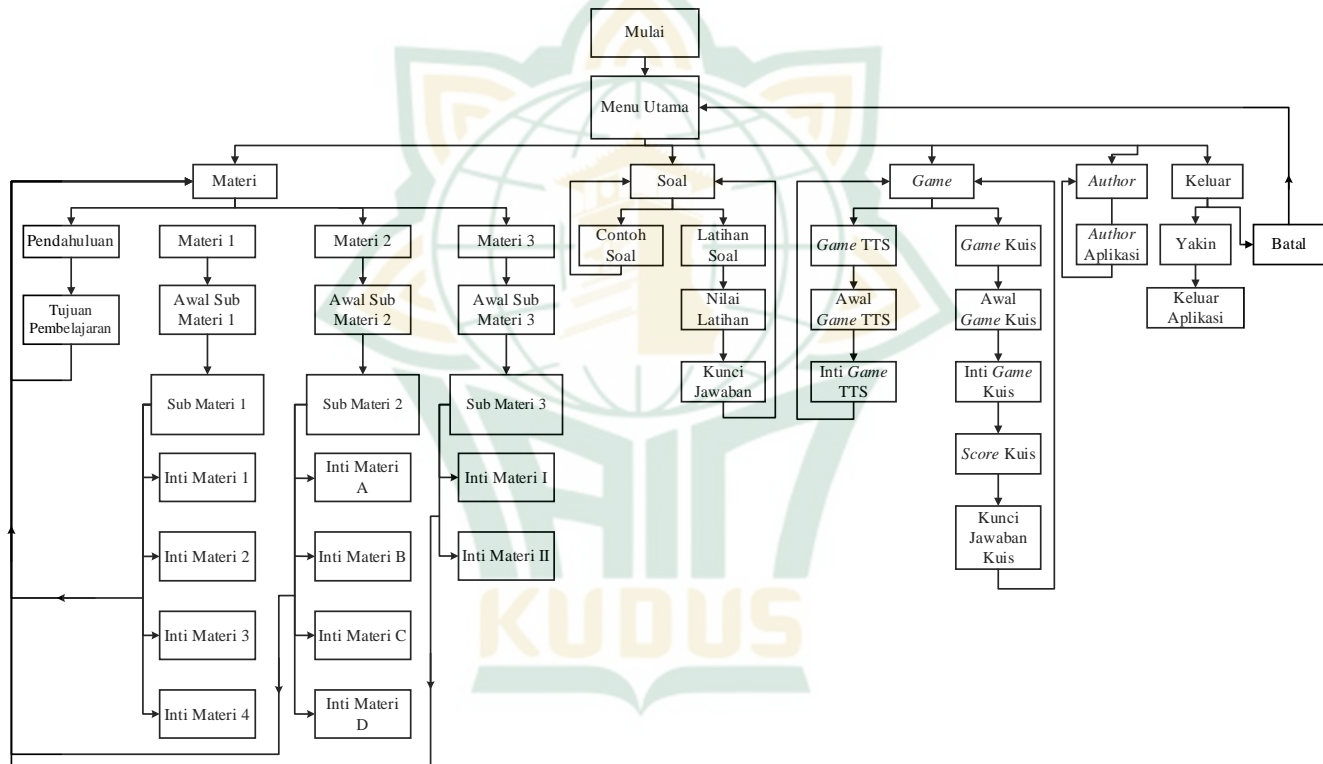 Mulai
Menu Utama
Materi
Soal
Game
Author
Keluar
Pendahuluan
Materi 1
Materi 2
Materi 3
Contoh
Soal
Latihan
Soal
Game TTS
Game Kuis
Author
Aplikasi
Yakin
Batal
Tujuan
Pembelajaran
Awal Sub
Materi 1
Awal Sub
Materi 2
Awal Sub
Materi 3
Nilai
Latihan
Awal
Game TTS
Awal
Game Kuis
Keluar
Aplikasi
Sub Materi 1
Sub Materi 2
Sub Materi 3
Kunci
Jawaban
Inti Game
TTS
Inti Game
Kuis
Inti Materi 1
Inti Materi
A
Inti Materi I
Score Kuis
Inti Materi 2
Inti Materi B
Inti Materi II
Kunci
Jawaban
Kuis
Inti Materi 3
Inti Materi C
Inti Materi 4
Inti Materi
D
KUDUS